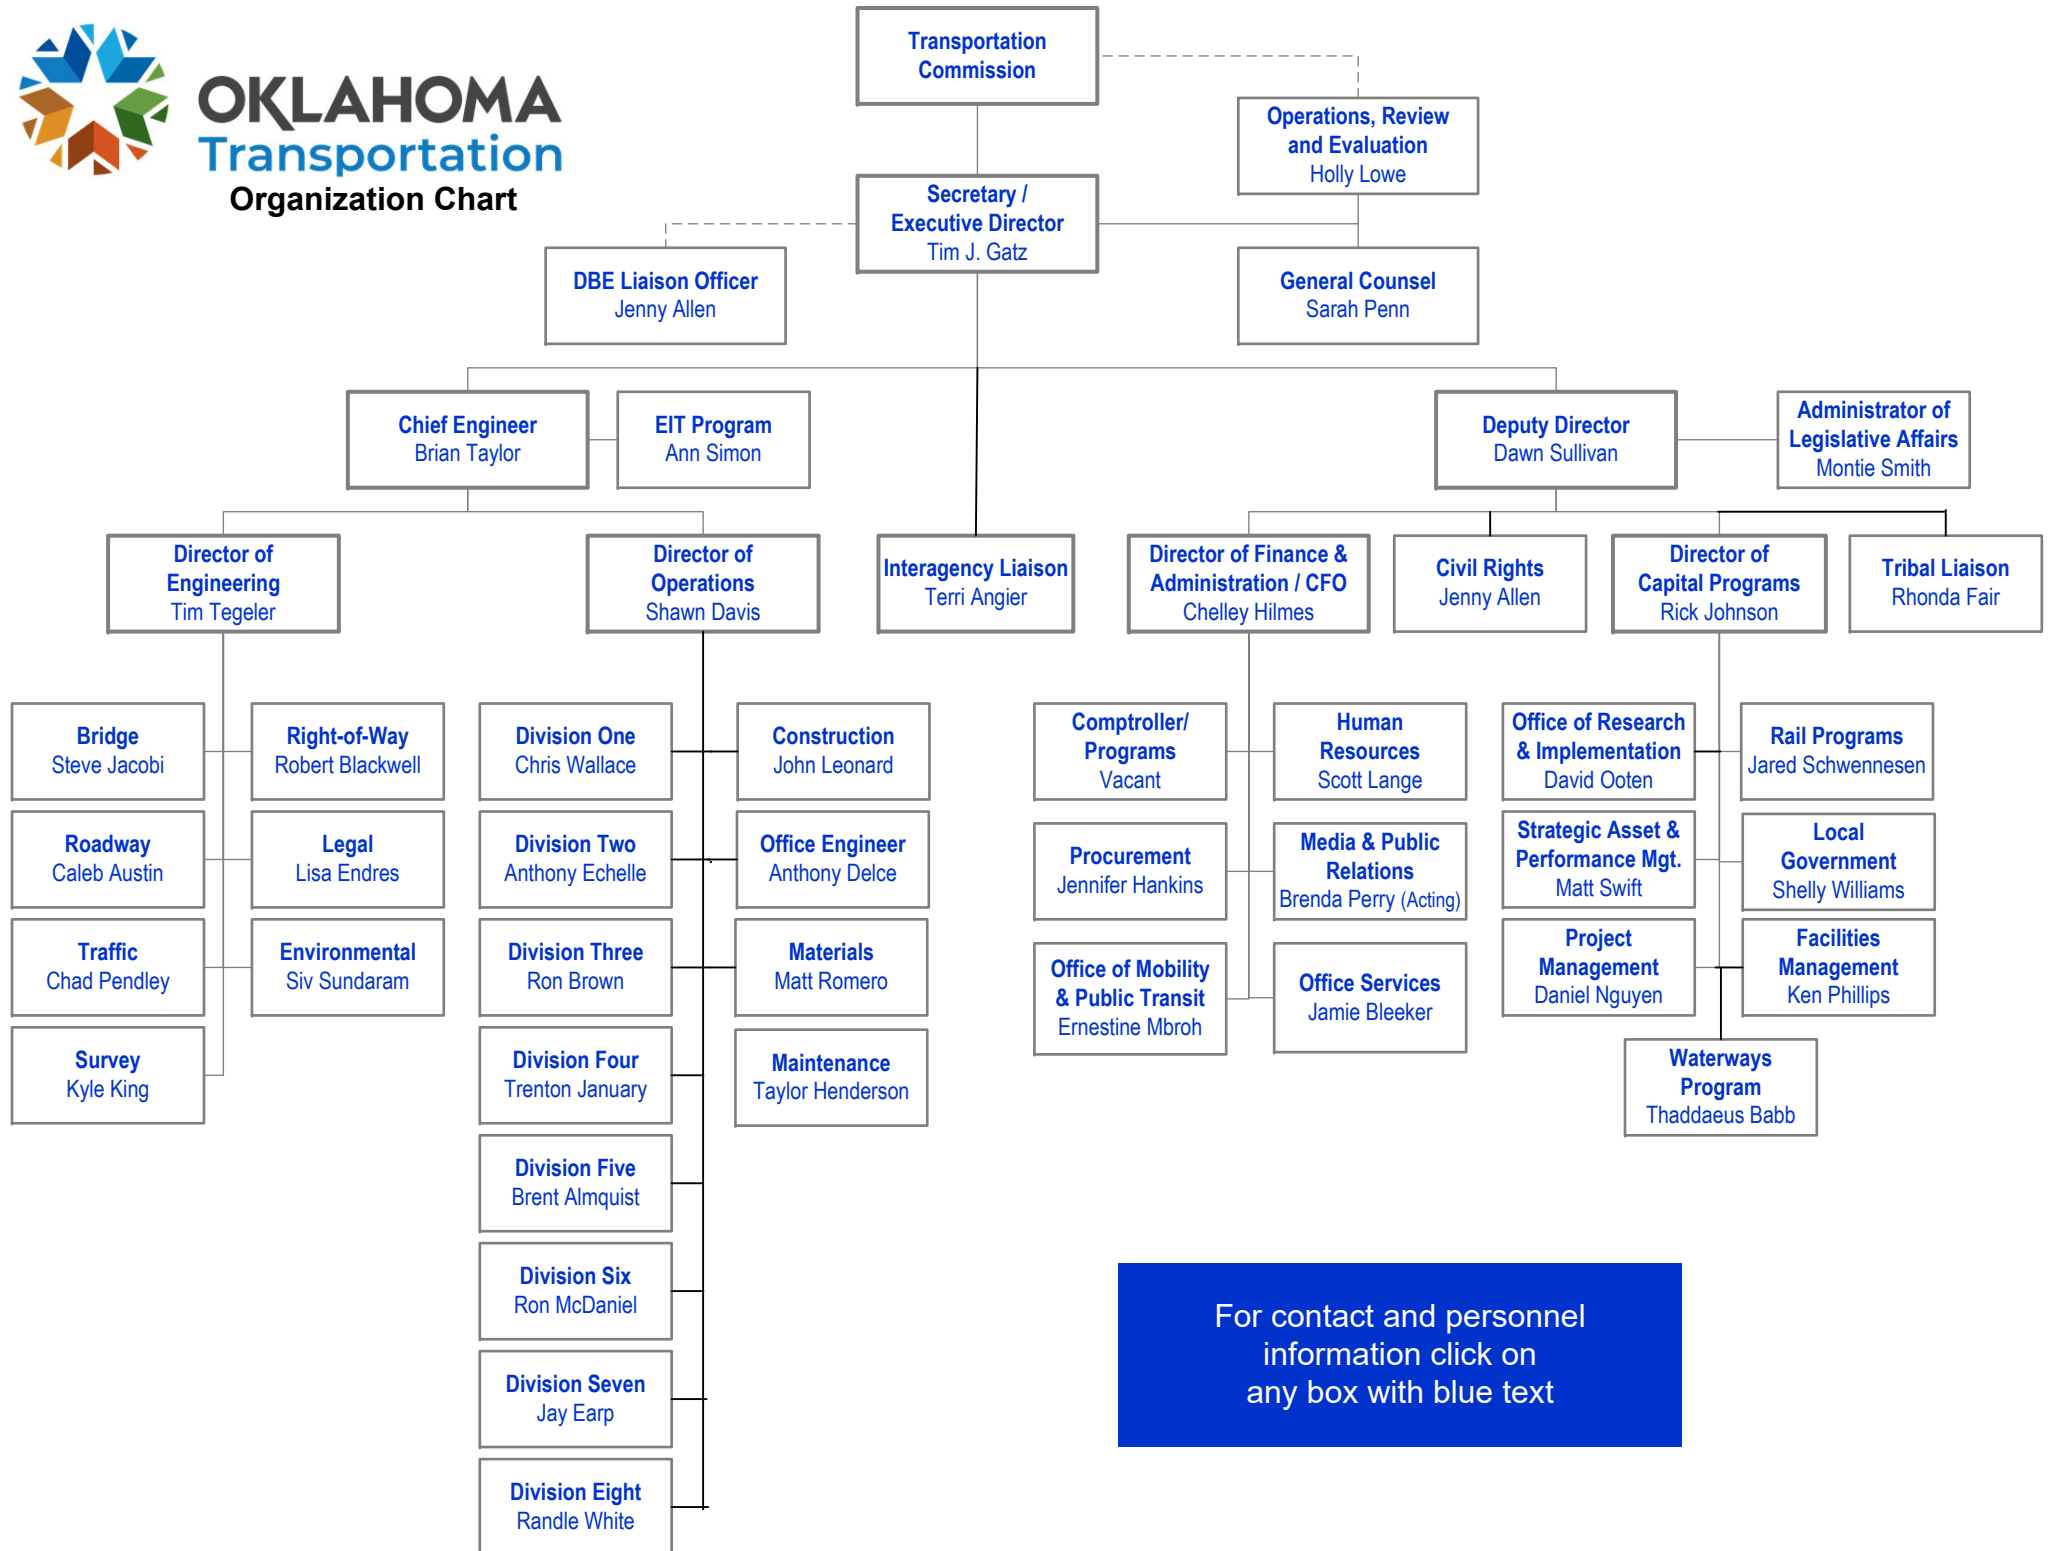 OKLAHOMA
Transportation
Organization Chart
Transportation
Commission
Operations, Review
and Evaluation
Holly Lowe
Secretary /
Executive Director
Tim J. Gatz
DBE Liaison Officer
Jenny Allen
General Counsel
Sarah Penn
Chief Engineer
Brian Taylor
EIT Program
Ann Simon
Deputy Director
Dawn Sullivan
Administrator of
Legislative Affairs
Montie Smith
Director of
Engineering
Tim Tegeler
Director of
Operations
Shawn Davis
Interagency Liaison
Terri Angier
Director of Finance &
Administration / CFO
Chelley Hilmes
Civil Rights
Jenny Allen
Director of
Capital Programs
Rick Johnson
Tribal Liaison
Rhonda Fair
Bridge
Steve Jacobi
Right-of-Way
Robert Blackwell
Roadway
Caleb Austin
Legal
Lisa Endres
Traffic
Chad Pendley
Environmental
Siv Sundaram
Survey
Kyle King
Division One
Chris Wallace
Construction
John Leonard
Division Two
Anthony Echelle
Office Engineer
Anthony Delce
Division Three
Ron Brown
Materials
Matt Romero
Division Four
Trenton January
Maintenance
Taylor Henderson
Division Five
Brent Almquist
Division Six
Ron McDaniel
Division Seven
Jay Earp
Division Eight
Randle White
Comptroller/
Programs
Vacant
Human
Resources
Scott Lange
Procurement
Jennifer Hankins
Media & Public
Relations
Brenda Perry (Acting)
Office of Mobility
& Public Transit
Ernestine Mbroh
Office Services
Jamie Bleeker
Office of Research
& Implementation
David Ooten
Rail Programs
Jared Schwennesen
Strategic Asset &
Performance Mgt.
Matt Swift
Local
Government
Shelly Williams
Project
Management
Daniel Nguyen
Facilities
Management
Ken Phillips
Waterways
Program
Thaddaeus Babb
For contact and personnel
information click on
any box with blue text